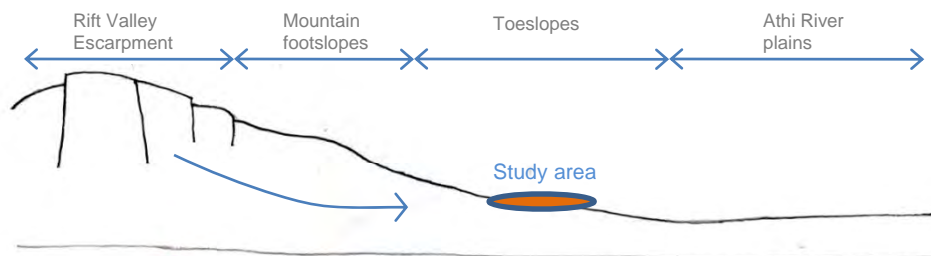 Rift Valley
Escarpment
Mountain
footslopes
Toeslopes
Athi River
plains
Study area